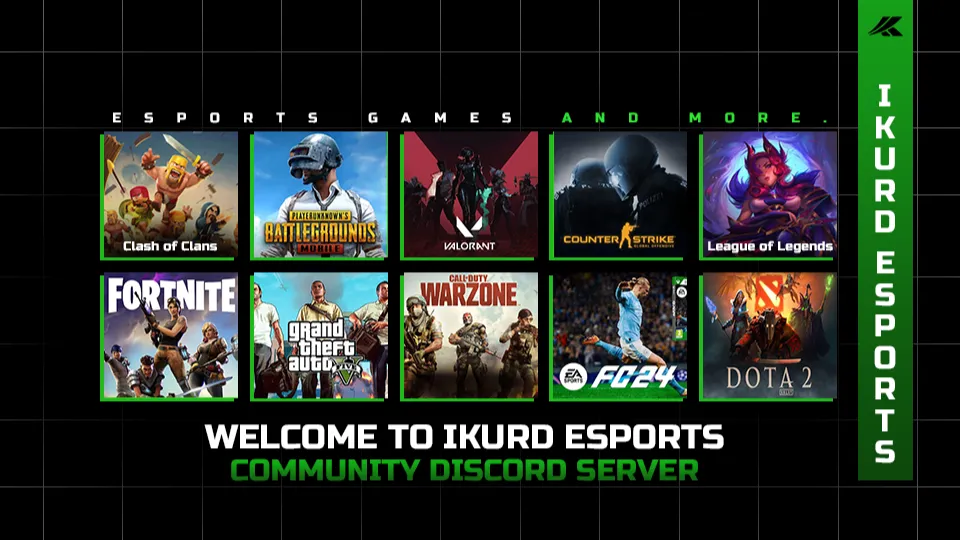 ESPORTS GAMES AND MORE.
Clash of Clans
PLAYERUNKNOWN'S
BATTLEGROUNDS
MOBILE
VALORANT
COUNTER STRIKE
GLOBAL OFFENSIVE
League of Legends
FORTNITE
grand
theft
auto
FIVE
CALL OF DUTY
WARZONE
EA
SPORTS
FC24
DOTA 2
WELCOME TO IKURD ESPORTS
COMMUNITY DISCORD SERVER
IKURD ESPORTS